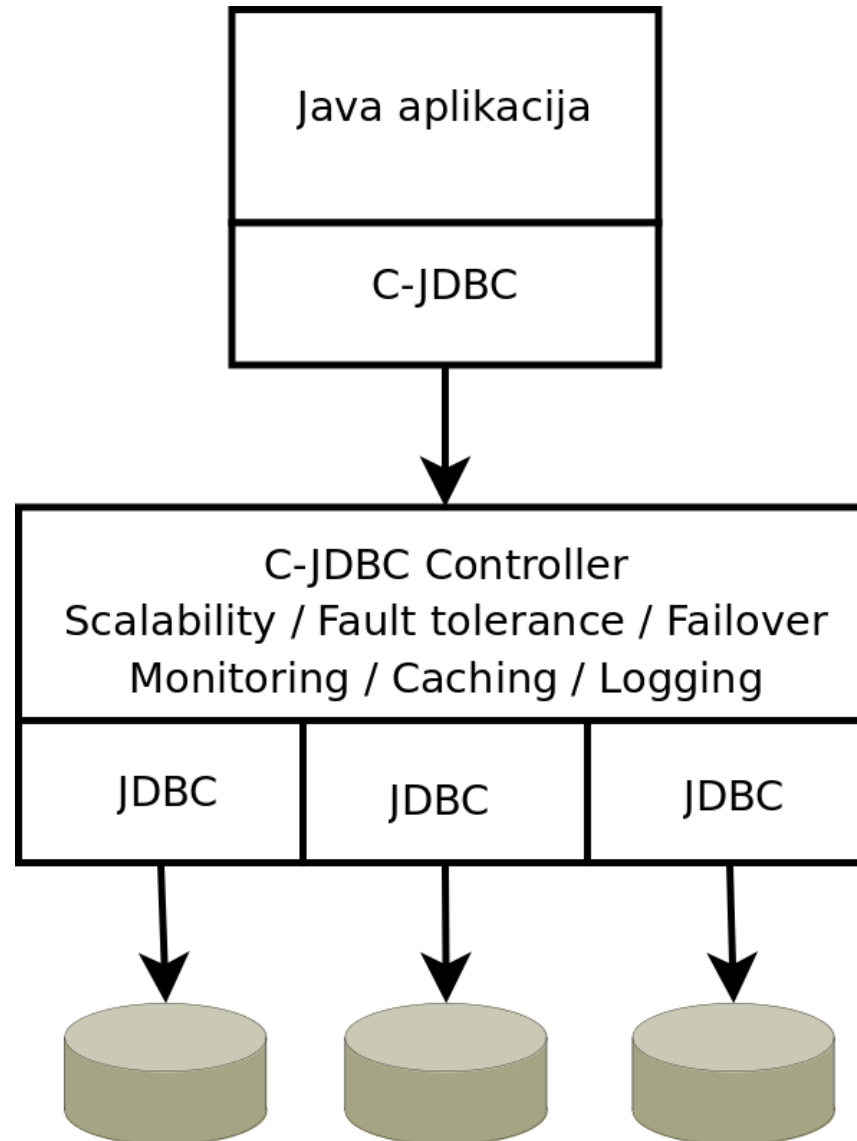 Java aplikacija
C-JDBC
C-JDBC Controller
Scalability / Fault tolerance / Failover
Monitoring / Caching / Logging
JDBC
JDBC
JDBC